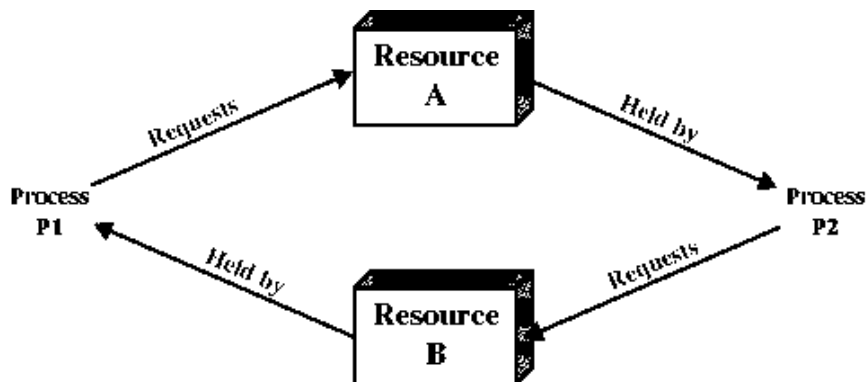 Resource
A
Requests
Held by
Process
P1
Process
P2
Held by
Requests
Resource
B